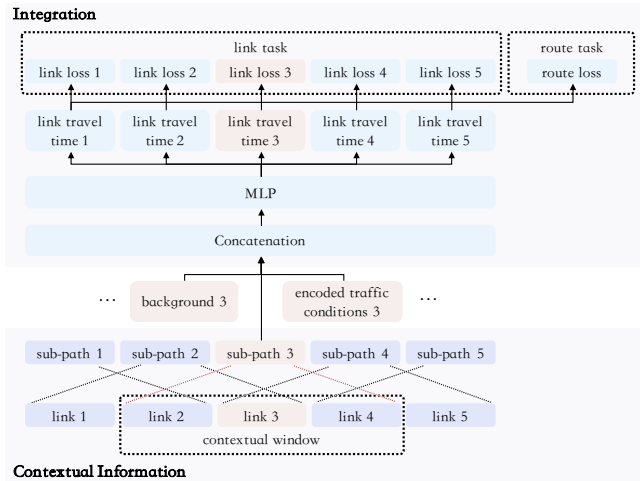 Integration
link task
route task
link loss 1
link loss 2
link loss 3
link loss 4
link loss 5
route loss
link travel
time 1
link travel
time 2
link travel
time 3
link travel
time 4
link travel
time 5
MLP
Concatenation
...
background 3
encoded traffic
conditions 3
...
sub-path 1
sub-path 2
sub-path 3
sub-path 4
sub-path 5
link 1
link 2
link 3
link 4
link 5
contextual window
Contextual Information